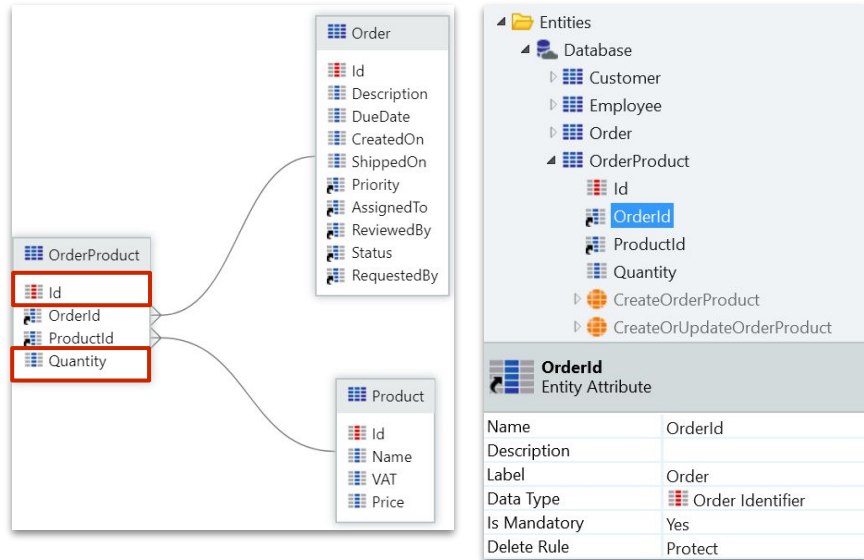 Order
Id
Description
DueDate
CreatedOn
ShippedOn
Priority
AssignedTo
ReviewedBy
Status
RequestedBy
OrderProduct
Id
OrderId
ProductId
Quantity
Product
Id
Name
VAT
Price
Entities
Database
Customer
Employee
Order
OrderProduct
Id
OrderId
ProductId
Quantity
CreateOrderProduct
CreateOrUpdateOrderProduct
OrderId
Entity Attribute
Name OrderId
Description
Label Order
Data Type Order Identifier
Is Mandatory Yes
Delete Rule Protect